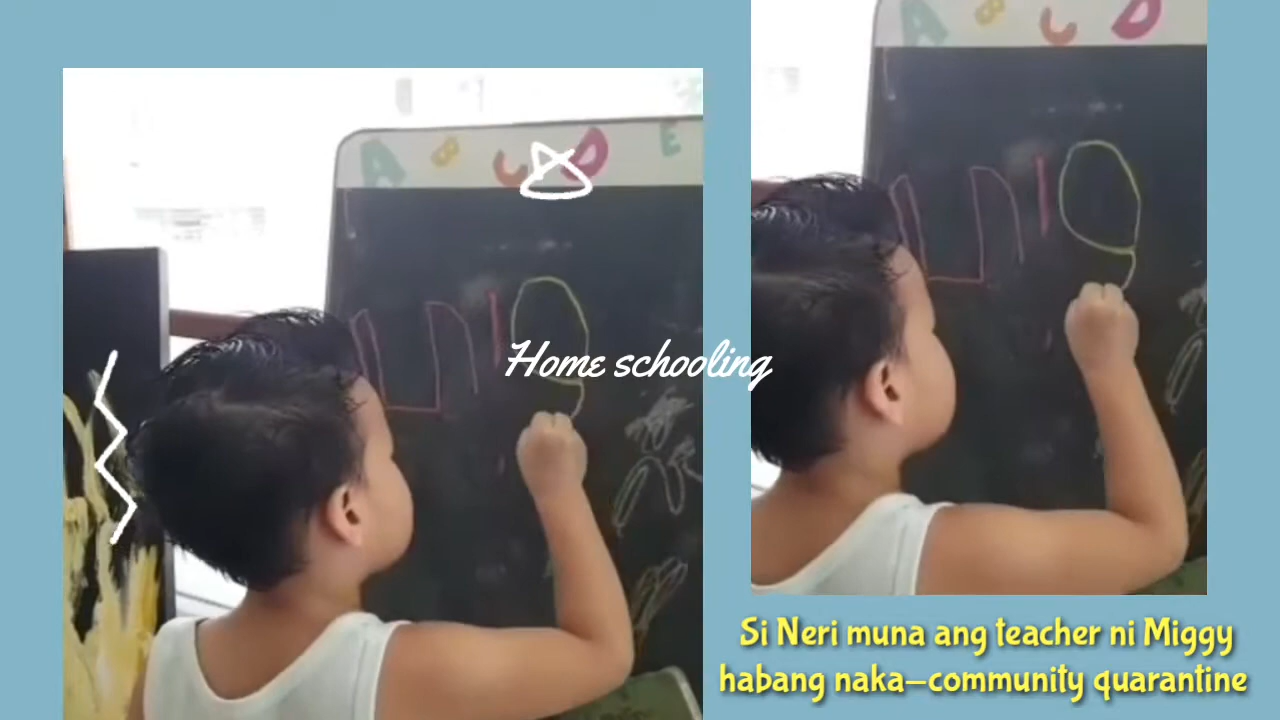 A B C D E
A B C D
Home schooling
Si Neri muna ang teacher ni Miggy
habang naka-community quarantine